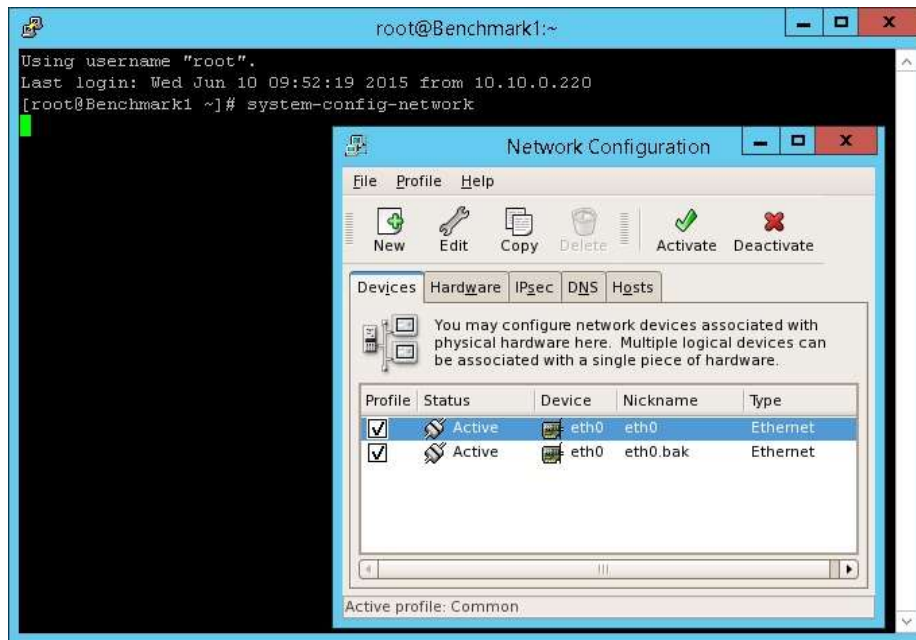 root@Benchmark1:~
Using username "root".
Last login: Wed Jun 10 09:52:19 2015 from 10.10.0.220
[root@Benchmark1 ~]# system-config-network
Network Configuration
File Profile Help
New Edit Copy Delete Activate Deactivate
Devices Hardware IPsec DNS Hosts
You may configure network devices associated with
physical hardware here. Multiple logical devices can
be associated with a single piece of hardware.
Profile Status Device Nickname Type
Active eth0 eth0 Ethernet
Active eth0 eth0.bak Ethernet
Active profile: Common